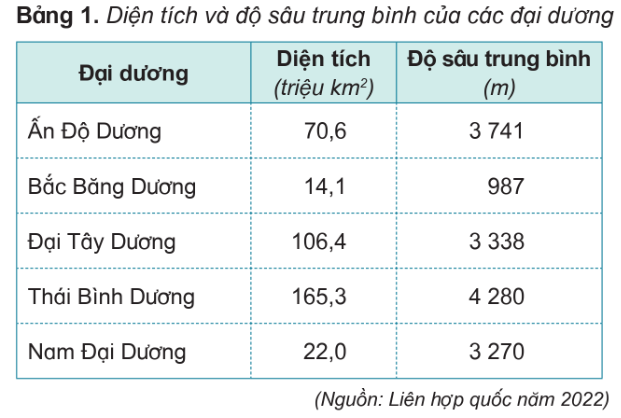 Bảng 1. Diện tích và độ sâu trung bình của các đại dương
Đại dương Diện tích (triệu km²) Độ sâu trung bình (m)
Ấn Độ Dương 70,6 3 741
Bắc Băng Dương 14,1 987
Đại Tây Dương 106,4 3 338
Thái Bình Dương 165,3 4 280
Nam Đại Dương 22,0 3 270
(Nguồn: Liên hợp quốc năm 2022)